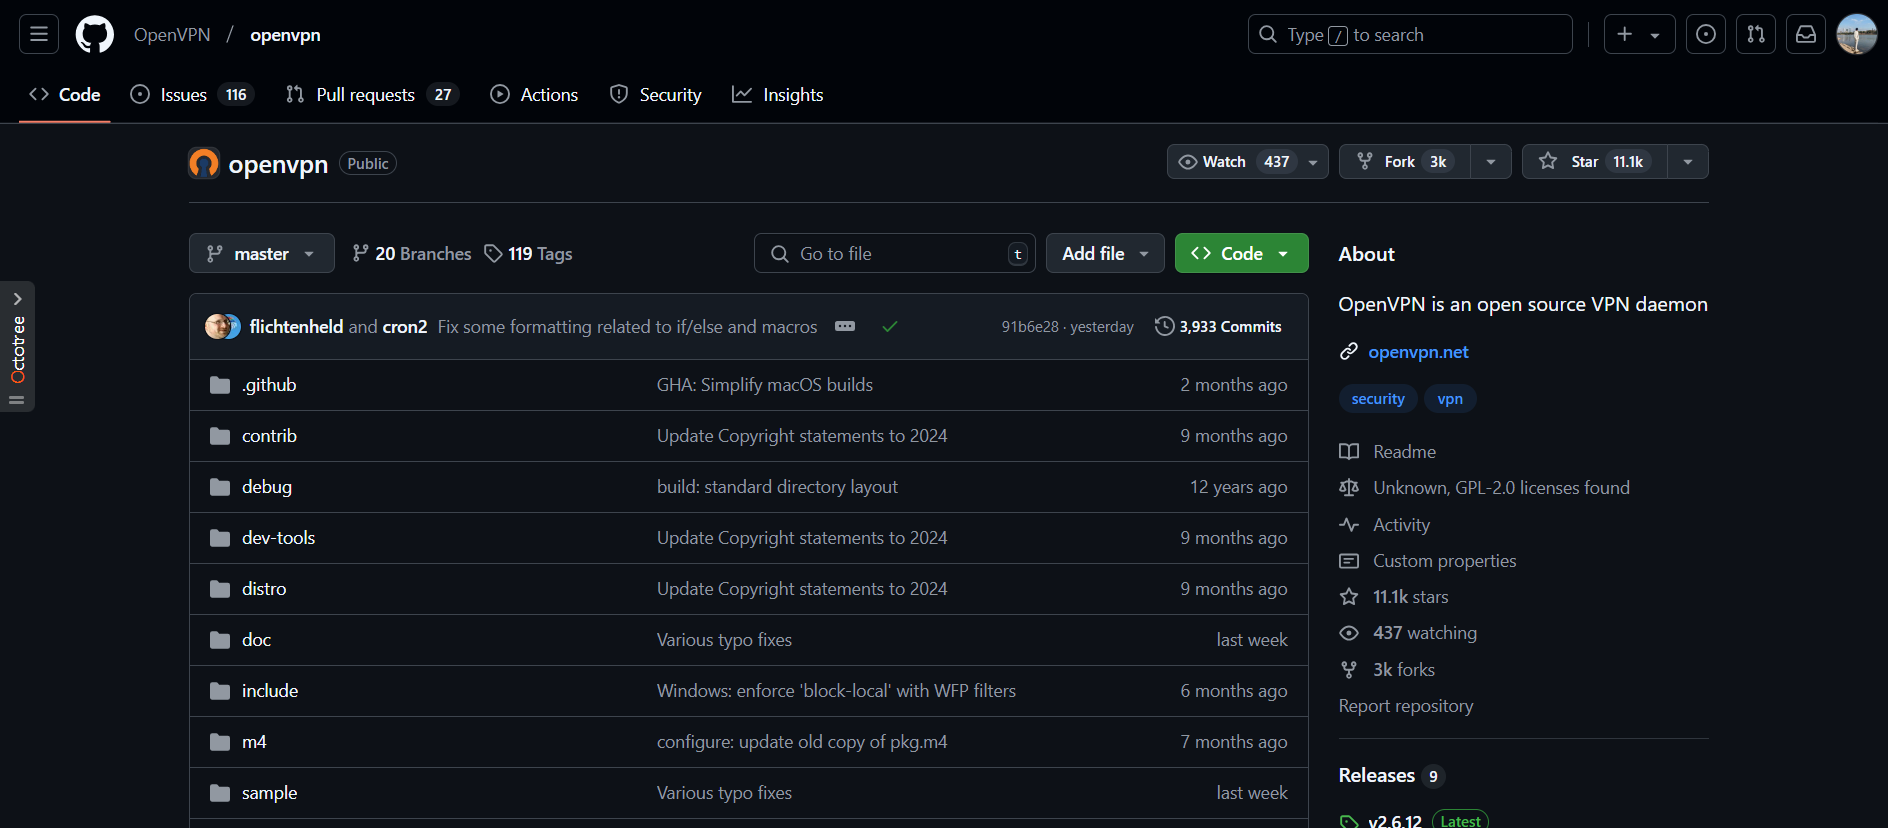 OpenVPN / openvpn
Type / to search
Code
Issues 116
Pull requests 27
Actions
Security
Insights
openvpn Public
Watch 437
Fork 3k
Star 11.1k
master
20 Branches
119 Tags
Go to file t
Add file
Code
About
OpenVPN is an open source VPN daemon
openvpn.net
security vpn
Readme
Unknown, GPL-2.0 licenses found
Activity
Custom properties
11.1k stars
437 watching
3k forks
Report repository
Releases 9
v2.6.12 Latest
Octotree
flichtenheld and cron2 Fix some formatting related to if/else and macros 91b6e28 · yesterday 3,933 Commits
.github GHA: Simplify macOS builds 2 months ago
contrib Update Copyright statements to 2024 9 months ago
debug build: standard directory layout 12 years ago
dev-tools Update Copyright statements to 2024 9 months ago
distro Update Copyright statements to 2024 9 months ago
doc Various typo fixes last week
include Windows: enforce 'block-local' with WFP filters 6 months ago
m4 configure: update old copy of pkg.m4 7 months ago
sample Various typo fixes last week